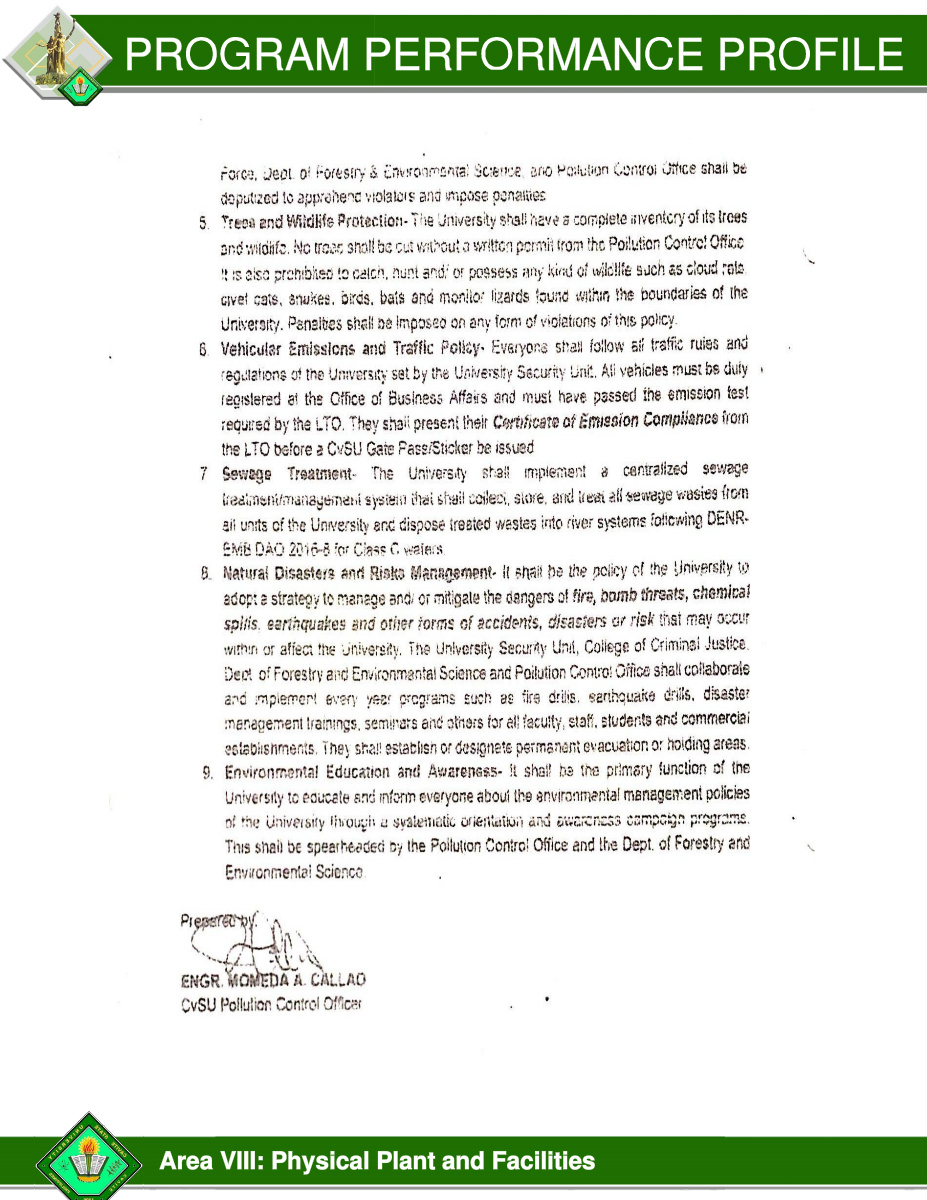 PROGRAM PERFORMANCE PROFILE
Force, Dept. of Forestry & Environmental Science, and Pollution Control Office shall be
deputized to apprehend violators and impose penalties
5. Trees and Wildlife Protection- The University shall have a complete inventory of its trees
and wildlife. No trees shall be cut without a written permit from the Pollution Control Office
It is also prohibited to catch, hunt and/ or possess any kind of wildlife such as cloud rats,
civet cats, snakes, birds, bats and monitor lizards found within the boundaries of the
University. Penalties shall be imposed on any form of violations of this policy.
6. Vehicular Emissions and Traffic Policy- Everyone shall follow all traffic rules and
regulations of the University set by the University Security Unit. All vehicles must be duly
registered at the Office of Business Affairs and must have passed the emission test
required by the LTO. They shall present their Certificate of Emission Compliance from
the LTO before a CvSU Gate Pass/Sticker be issued
7 Sewage Treatment- The University shall implement a centralized sewage
treatment/management system that shall collect, store, and treat all sewage wastes from
all units of the University and dispose treated wastes into river systems following DENR-
EMB DAO 2016-8 for Class C waters.
8. Natural Disasters and Risks Management- It shall be the policy of the University to
adopt a strategy to manage and/ or mitigate the dangers of fire, bomb threats, chemical
spills, earthquakes and other forms of accidents, disasters or risk that may occur
within or affect the University. The University Security Unit, College of Criminal Justice.
Dept of Forestry and Environmental Science and Pollution Control Office shall collaborate
and implement every year programs such as fire drills, earthquake drills, disaster
management trainings, seminars and others for all faculty, staff, students and commercial
establishments. They shall establish or designate permanent evacuation or holding areas.
9. Environmental Education and Awareness- It shall be the primary function of the
University to educate and inform everyone about the environmental management policies
of the University through a systematic orientation and awareness campaign programs.
This shall be spearheaded by the Pollution Control Office and the Dept. of Forestry and
Environmental Science.
Prepared by:
ENGR. MOMEDA A. CALLAO
CvSU Pollution Control Officer
Area VIII: Physical Plant and Facilities